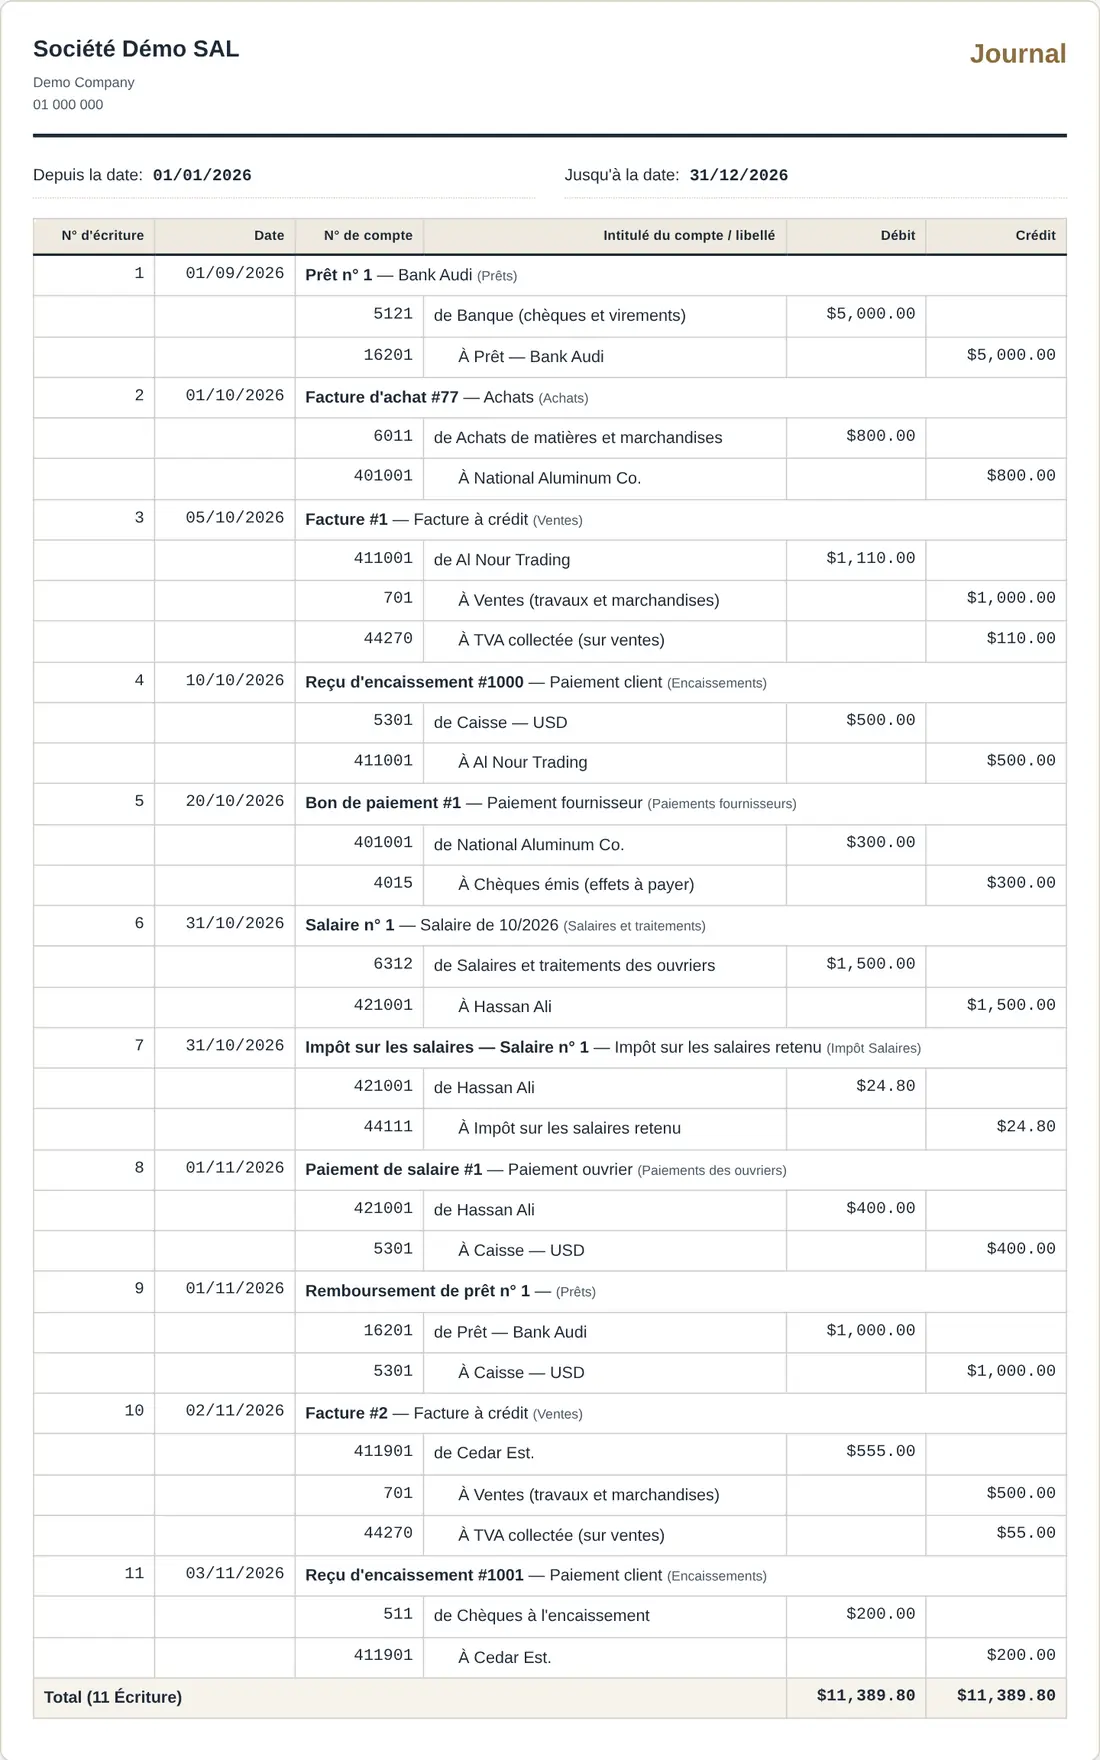 Société Démo SAL
Journal
Demo Company
01 000 000
Depuis la date: 01/01/2026
Jusqu'à la date: 31/12/2026
N° d'écriture Date N° de compte Intitulé du compte / libellé Débit Crédit
1 01/09/2026 Prêt n° 1 — Bank Audi (Prêts)
5121 de Banque (chèques et virements) $5,000.00
16201 À Prêt — Bank Audi $5,000.00
2 01/10/2026 Facture d'achat #77 — Achats (Achats)
6011 de Achats de matières et marchandises $800.00
401001 À National Aluminum Co. $800.00
3 05/10/2026 Facture #1 — Facture à crédit (Ventes)
411001 de Al Nour Trading $1,110.00
701 À Ventes (travaux et marchandises) $1,000.00
44270 À TVA collectée (sur ventes) $110.00
4 10/10/2026 Reçu d'encaissement #1000 — Paiement client (Encaissements)
5301 de Caisse — USD $500.00
411001 À Al Nour Trading $500.00
5 20/10/2026 Bon de paiement #1 — Paiement fournisseur (Paiements fournisseurs)
401001 de National Aluminum Co. $300.00
4015 À Chèques émis (effets à payer) $300.00
6 31/10/2026 Salaire n° 1 — Salaire de 10/2026 (Salaires et traitements)
6312 de Salaires et traitements des ouvriers $1,500.00
421001 À Hassan Ali $1,500.00
7 31/10/2026 Impôt sur les salaires — Salaire n° 1 — Impôt sur les salaires retenu (Impôt Salaires)
421001 de Hassan Ali $24.80
44111 À Impôt sur les salaires retenu $24.80
8 01/11/2026 Paiement de salaire #1 — Paiement ouvrier (Paiements des ouvriers)
421001 de Hassan Ali $400.00
5301 À Caisse — USD $400.00
9 01/11/2026 Remboursement de prêt n° 1 — (Prêts)
16201 de Prêt — Bank Audi $1,000.00
5301 À Caisse — USD $1,000.00
10 02/11/2026 Facture #2 — Facture à crédit (Ventes)
411901 de Cedar Est. $555.00
701 À Ventes (travaux et marchandises) $500.00
44270 À TVA collectée (sur ventes) $55.00
11 03/11/2026 Reçu d'encaissement #1001 — Paiement client (Encaissements)
511 de Chèques à l'encaissement $200.00
411901 À Cedar Est. $200.00
Total (11 Écriture) $11,389.80 $11,389.80